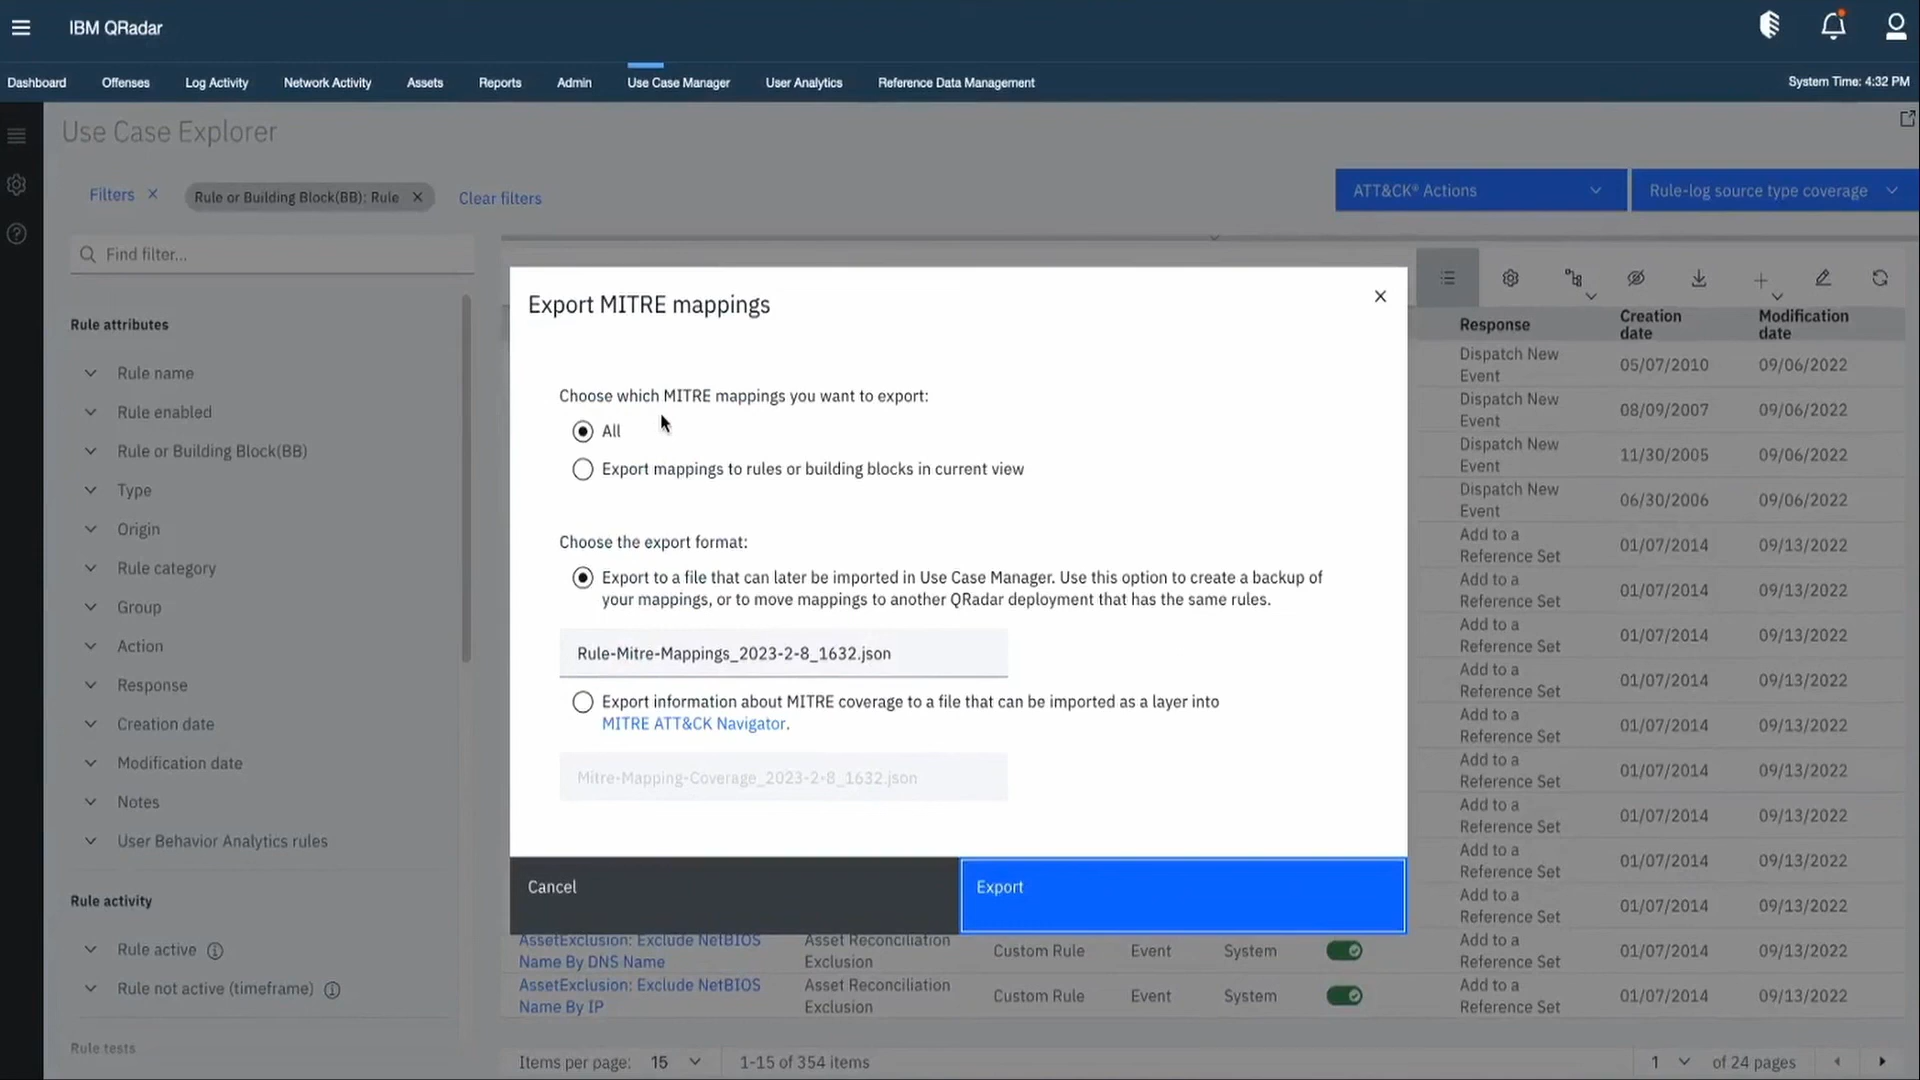 IBM QRadar
Dashboard Offenses Log Activity Network Activity Assets Reports Admin Use Case Manager User Analytics Reference Data Management System Time: 4:32 PM
Use Case Explorer
Filters Rule or Building Block(BB): Rule Clear filters
ATT&CK® Actions Rule-log source type coverage
Find filter...
Rule attributes
Rule name
Rule enabled
Rule or Building Block(BB)
Type
Origin
Rule category
Group
Action
Response
Creation date
Modification date
Notes
User Behavior Analytics rules
Rule activity
Rule active
Rule not active (timeframe)
Rule tests
Export MITRE mappings
Choose which MITRE mappings you want to export:
All
Export mappings to rules or building blocks in current view
Choose the export format:
Export to a file that can later be imported in Use Case Manager. Use this option to create a backup of
your mappings, or to move mappings to another QRadar deployment that has the same rules.
Rule-Mitre-Mappings_2023-2-8_1632.json
Export information about MITRE coverage to a file that can be imported as a layer into
MITRE ATT&CK Navigator.
Mitre-Mapping-Coverage_2023-2-8_1632.json
Cancel Export
Response Creation date Modification date
Dispatch New Event 05/07/2010 09/06/2022
Dispatch New Event 08/09/2007 09/06/2022
Dispatch New Event 11/30/2005 09/06/2022
Dispatch New Event 06/30/2006 09/06/2022
Add to a Reference Set 01/07/2014 09/13/2022
Add to a Reference Set 01/07/2014 09/13/2022
Add to a Reference Set 01/07/2014 09/13/2022
Add to a Reference Set 01/07/2014 09/13/2022
Add to a Reference Set 01/07/2014 09/13/2022
Add to a Reference Set 01/07/2014 09/13/2022
Add to a Reference Set 01/07/2014 09/13/2022
Add to a Reference Set 01/07/2014 09/13/2022
Add to a Reference Set 01/07/2014 09/13/2022
AssetExclusion: Exclude NetBIOS Name By DNS Name Asset Reconciliation Exclusion Custom Rule Event System Add to a Reference Set 01/07/2014 09/13/2022
AssetExclusion: Exclude NetBIOS Name By IP Asset Reconciliation Exclusion Custom Rule Event System Add to a Reference Set 01/07/2014 09/13/2022
Items per page: 15 1-15 of 354 items 1 of 24 pages